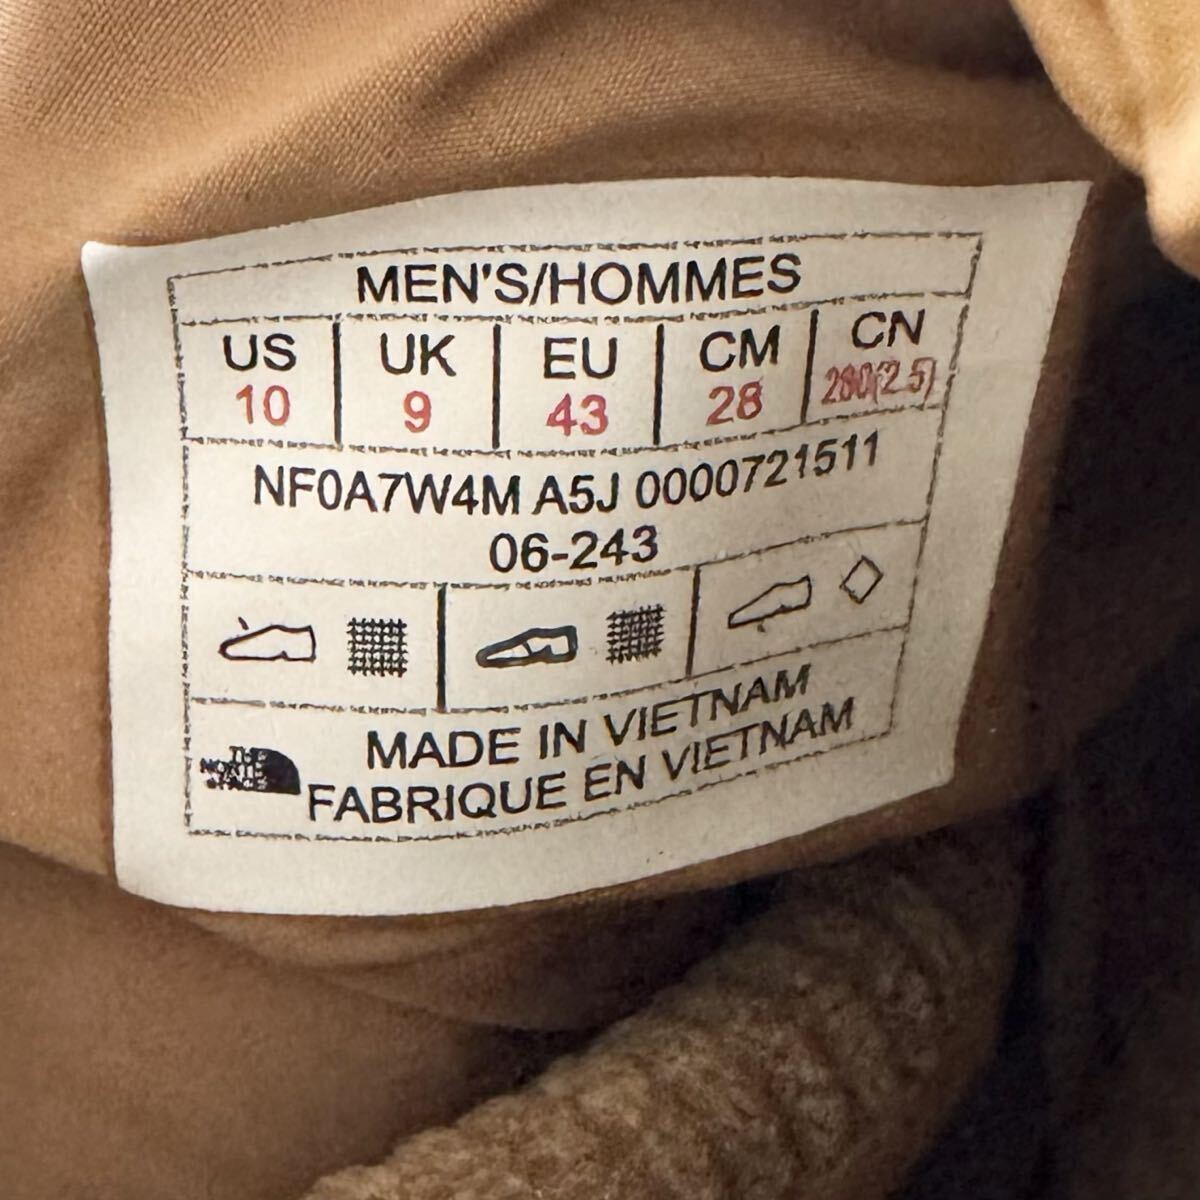 MEN'S/HOMMES
US UK EU CM CN
10 9 43 28 280(2.5)
NF0A7W4M A5J 0000721511
06-243
MADE IN VIETNAM
FABRIQUE EN VIETNAM
THE
NORTH
FACE